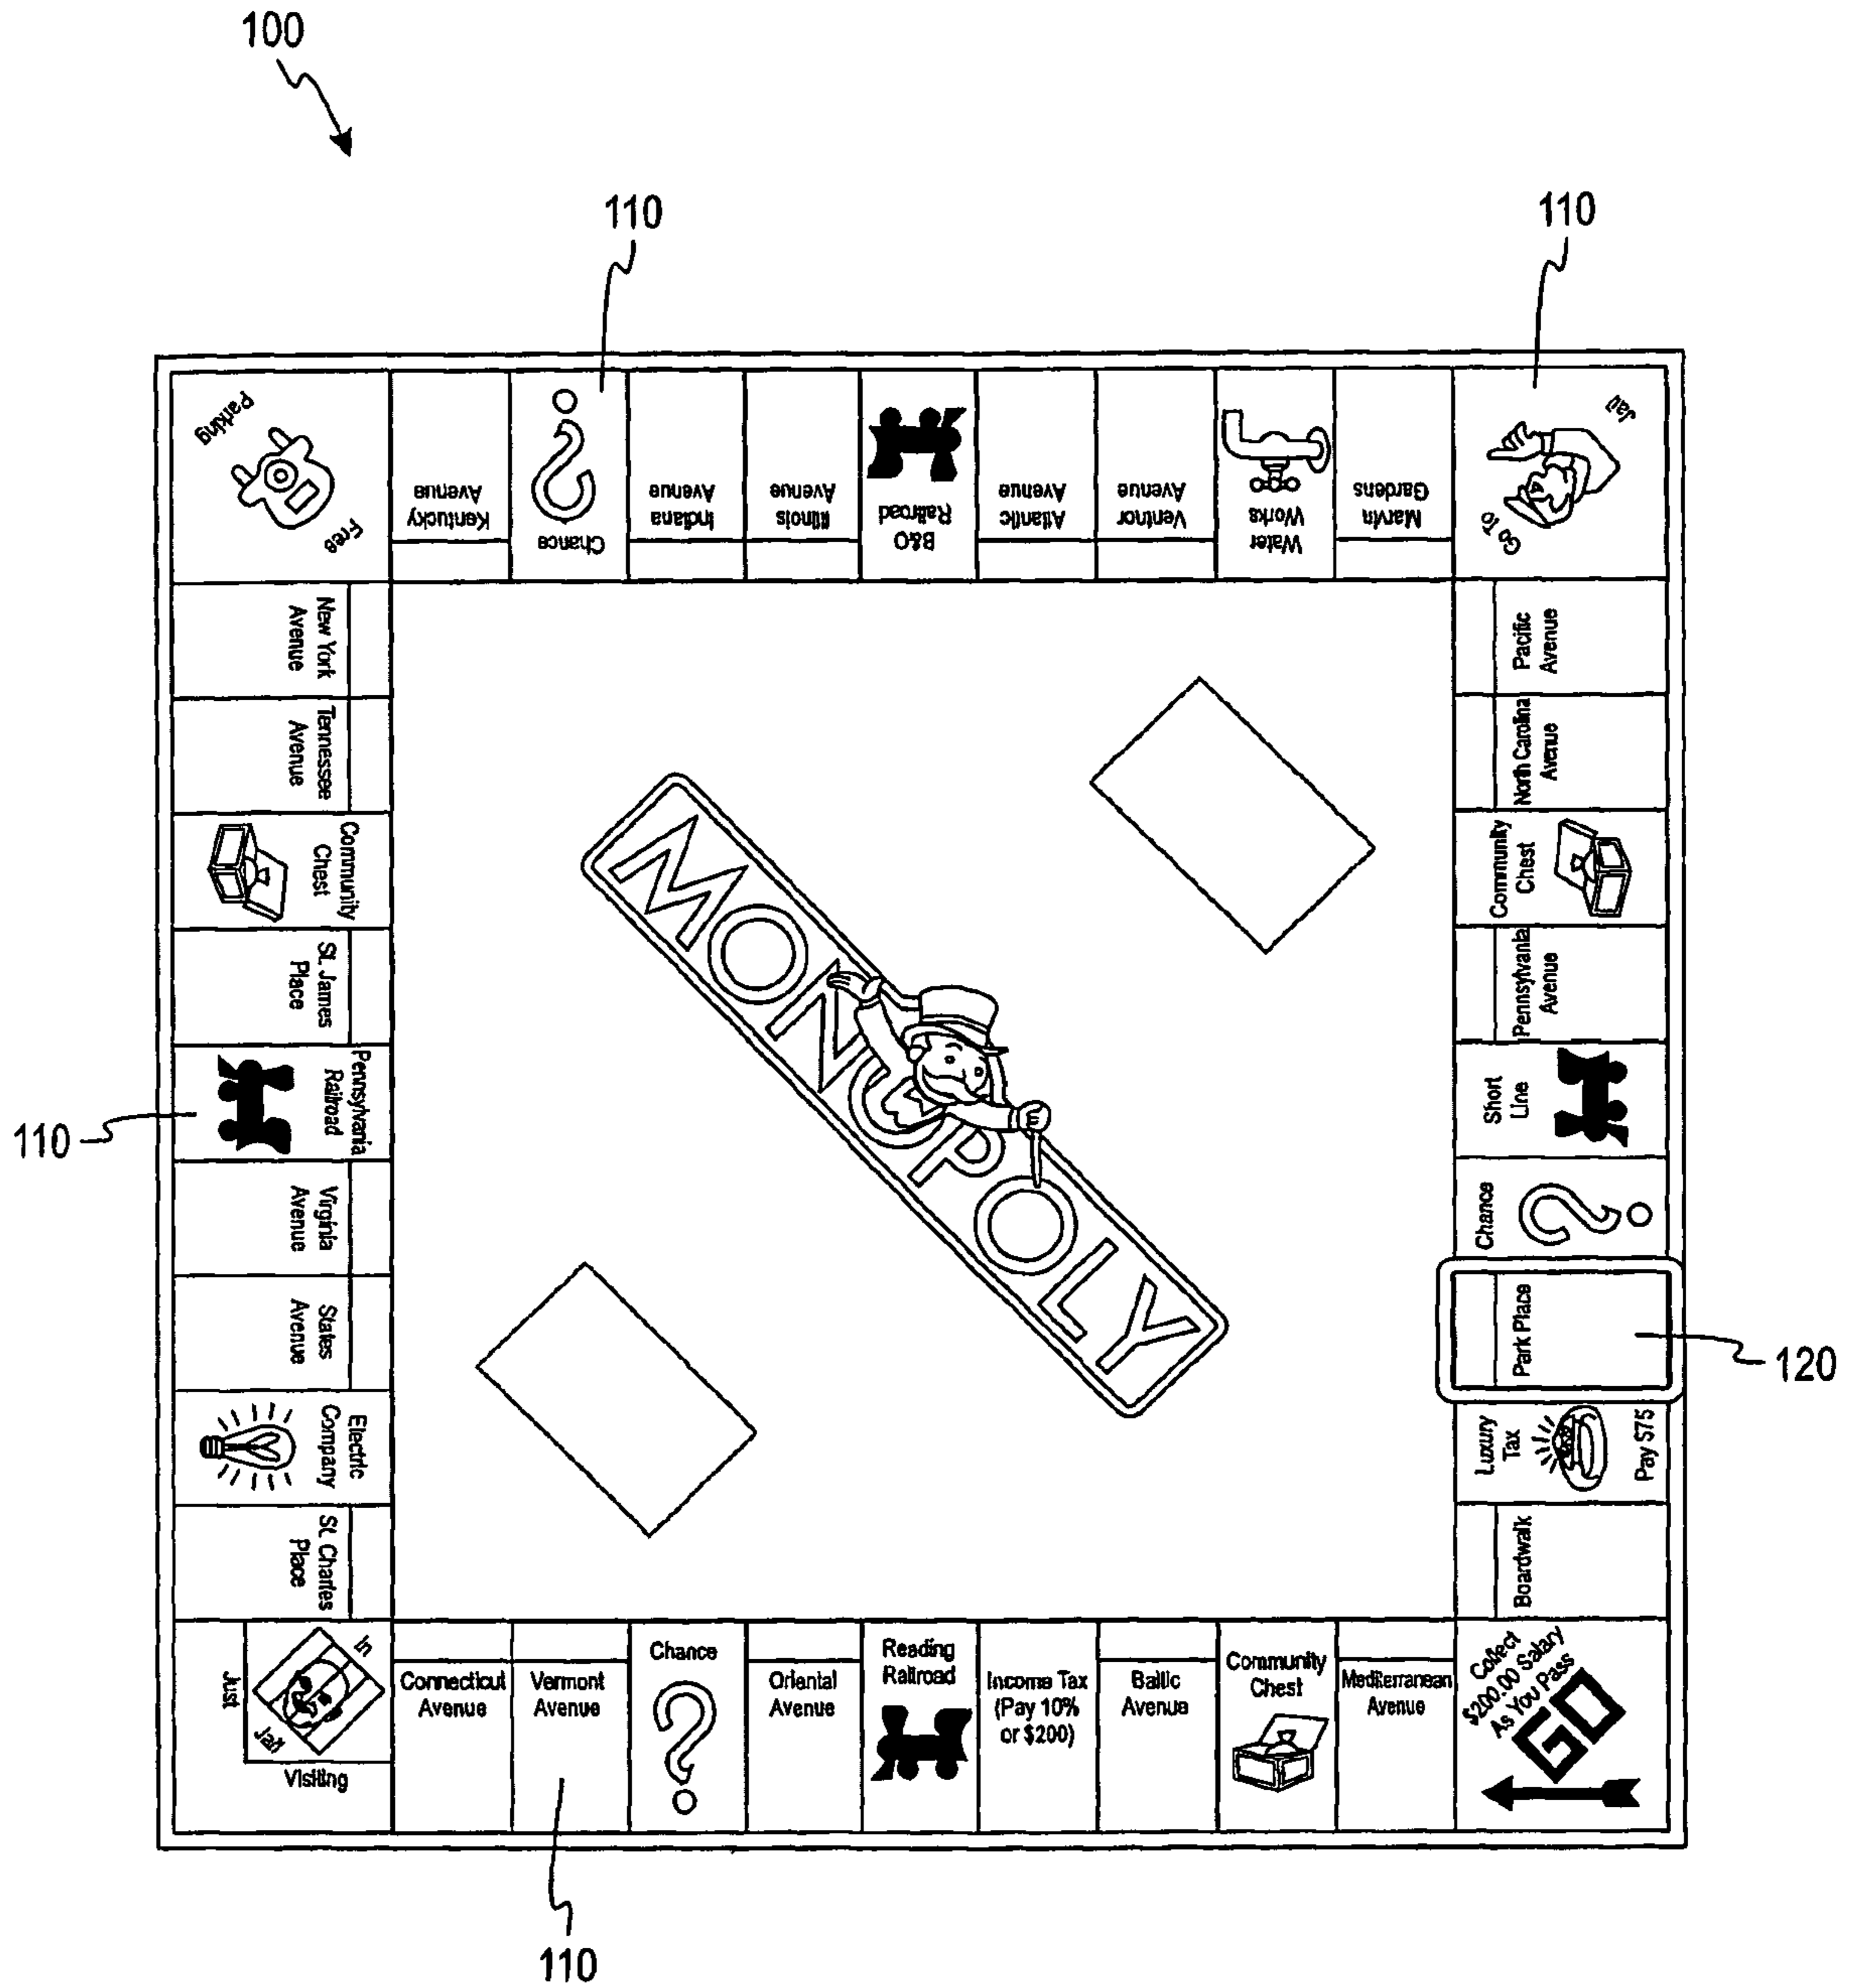 100
110
110
Free
Parking
Kentucky
Avenue
Chance
Indiana
Avenue
Illinois
Avenue
B&O
Railroad
Atlantic
Avenue
Ventnor
Avenue
Water
Works
Marvin
Gardens
Go To
Jail
New York
Avenue
Tennessee
Avenue
Community
Chest
St. James
Place
Pennsylvania
Railroad
110
Virginia
Avenue
States
Avenue
Electric
Company
St. Charles
Place
MONOPOLY
Pacific
Avenue
North Carolina
Avenue
Community
Chest
Pennsylvania
Avenue
Short
Line
Chance
Park Place
120
Luxury
Tax
Pay $75
Boardwalk
In
Jail
Just
Visiting
Connecticut
Avenue
Vermont
Avenue
Chance
Oriental
Avenue
Reading
Railroad
Income Tax
(Pay 10%
or $200)
Baltic
Avenue
Community
Chest
Mediterranean
Avenue
Collect
$200.00 Salary
As You Pass
GO
110